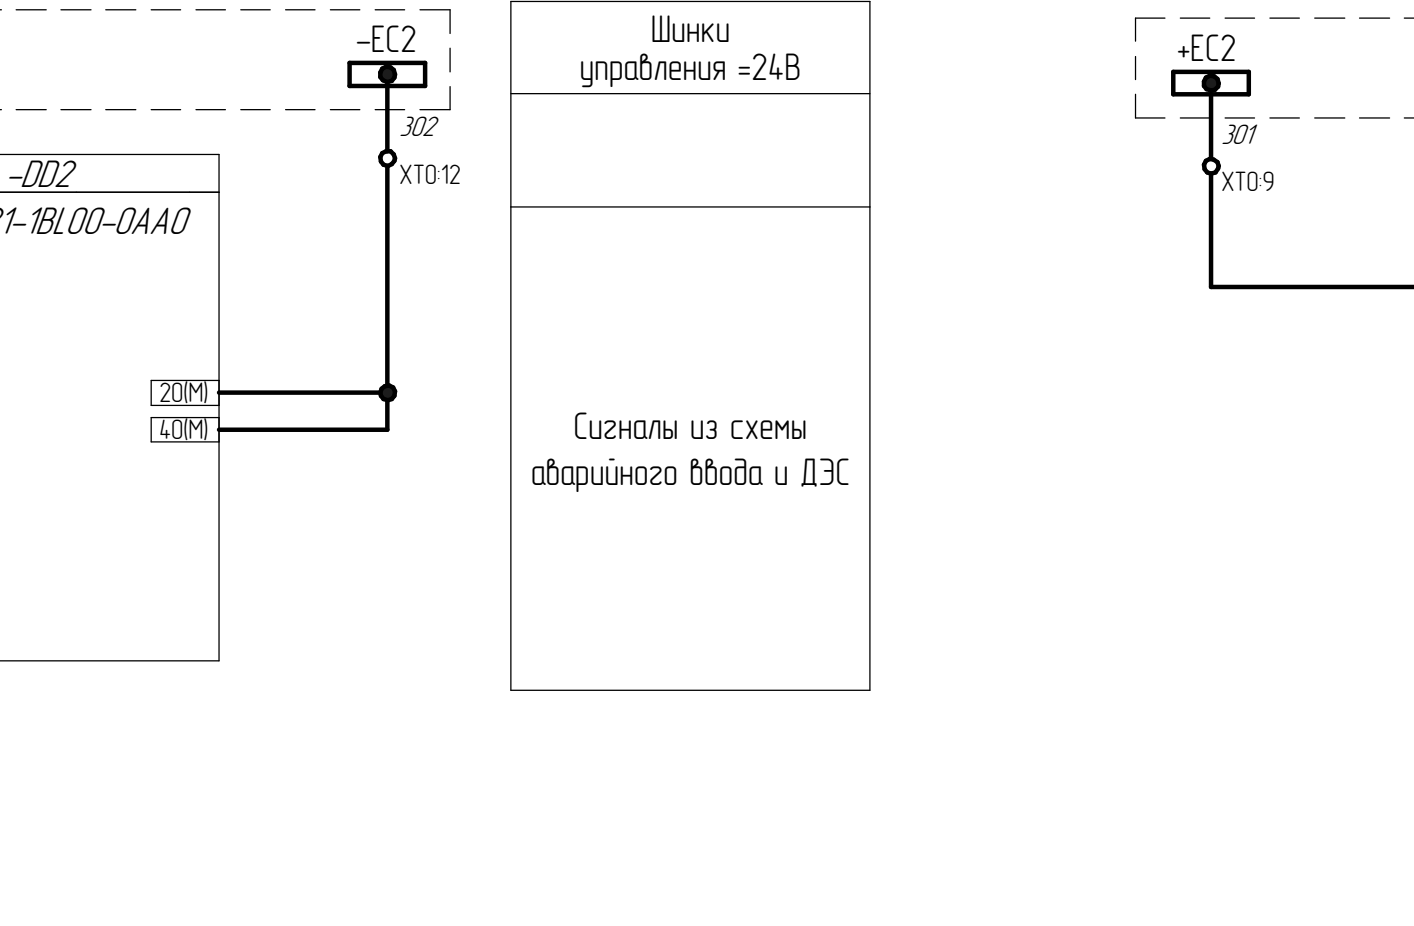 -EC2
302
XT0:12
-DD2
21-1BL00-0AA0
20(M)
40(M)
Шинки
управления =24В
Сигналы из схемы
аварийного ввода и ДЭС
+EC2
301
XT0:9